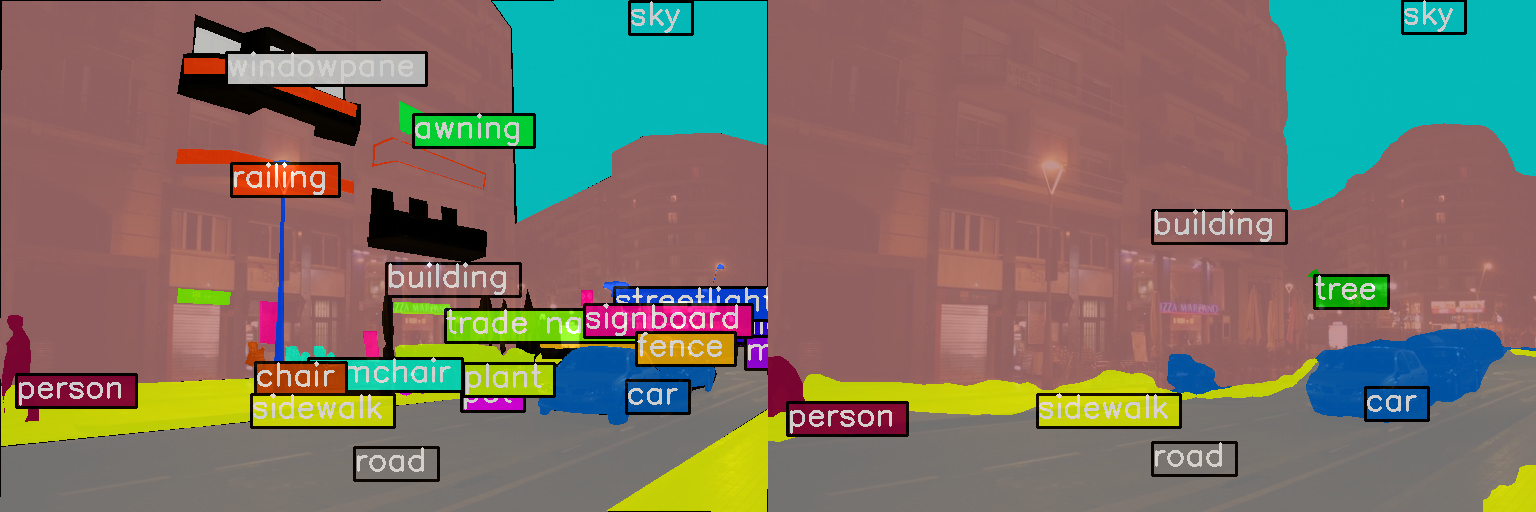 sky
windowpane
awning
railing
building
streetlight
trade na
signboard
fence
chair
mchair
plant
car
person
sidewalk
road
sky
building
tree
car
person
sidewalk
road